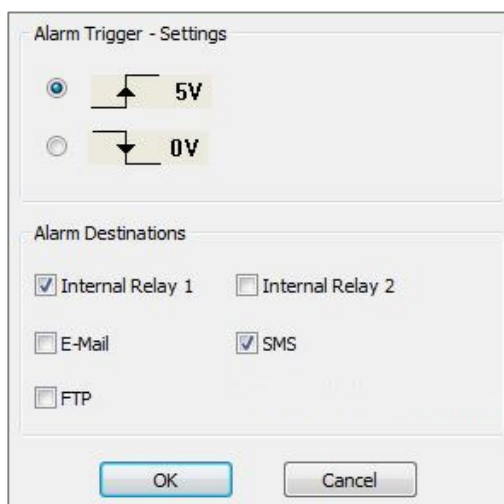 Alarm Trigger - Settings
5V
0V
Alarm Destinations
Internal Relay 1 Internal Relay 2
E-Mail SMS
FTP
OK Cancel